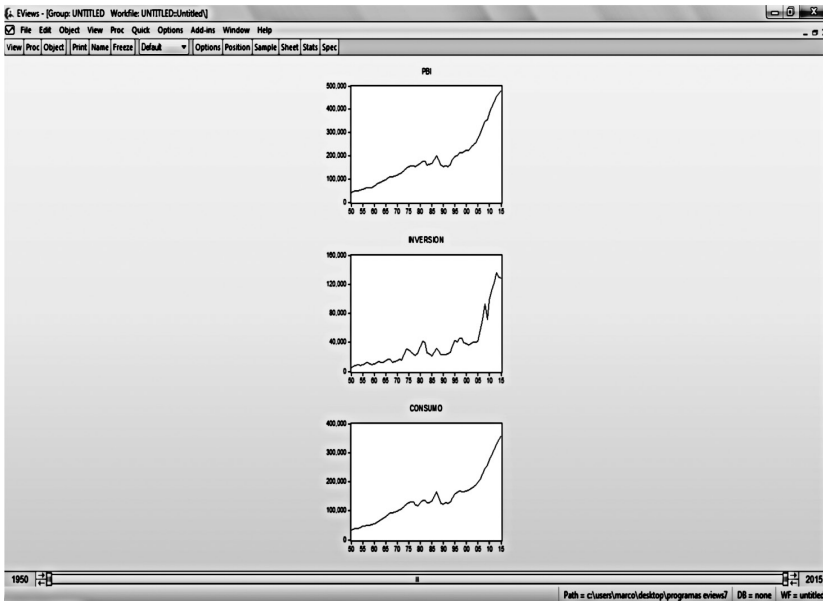 EViews - [Group: UNTITLED Workfile: UNTITLED::Untitled\]
File Edit Object View Proc Quick Options Add-ins Window Help
View Proc Object Print Name Freeze Default Options Position Sample Sheet Stats Spec
PBI
500,000
400,000
300,000
200,000
100,000
0
50 55 60 65 70 75 80 85 90 95 00 05 10 15
INVERSION
160,000
120,000
80,000
40,000
0
50 55 60 65 70 75 80 85 90 95 00 05 10 15
CONSUMO
400,000
300,000
200,000
100,000
0
50 55 60 65 70 75 80 85 90 95 00 05 10 15
1950 2015
Path = c:\users\marco\desktop\programas eviews7 DB = none WF = untitled